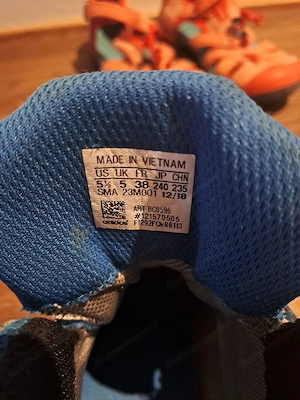 MADE IN VIETNAM
US UK FR JP CHN
5½ 5 38 240 235
SMA 23M001 12/18
ART BC0596
#121570505
adidas